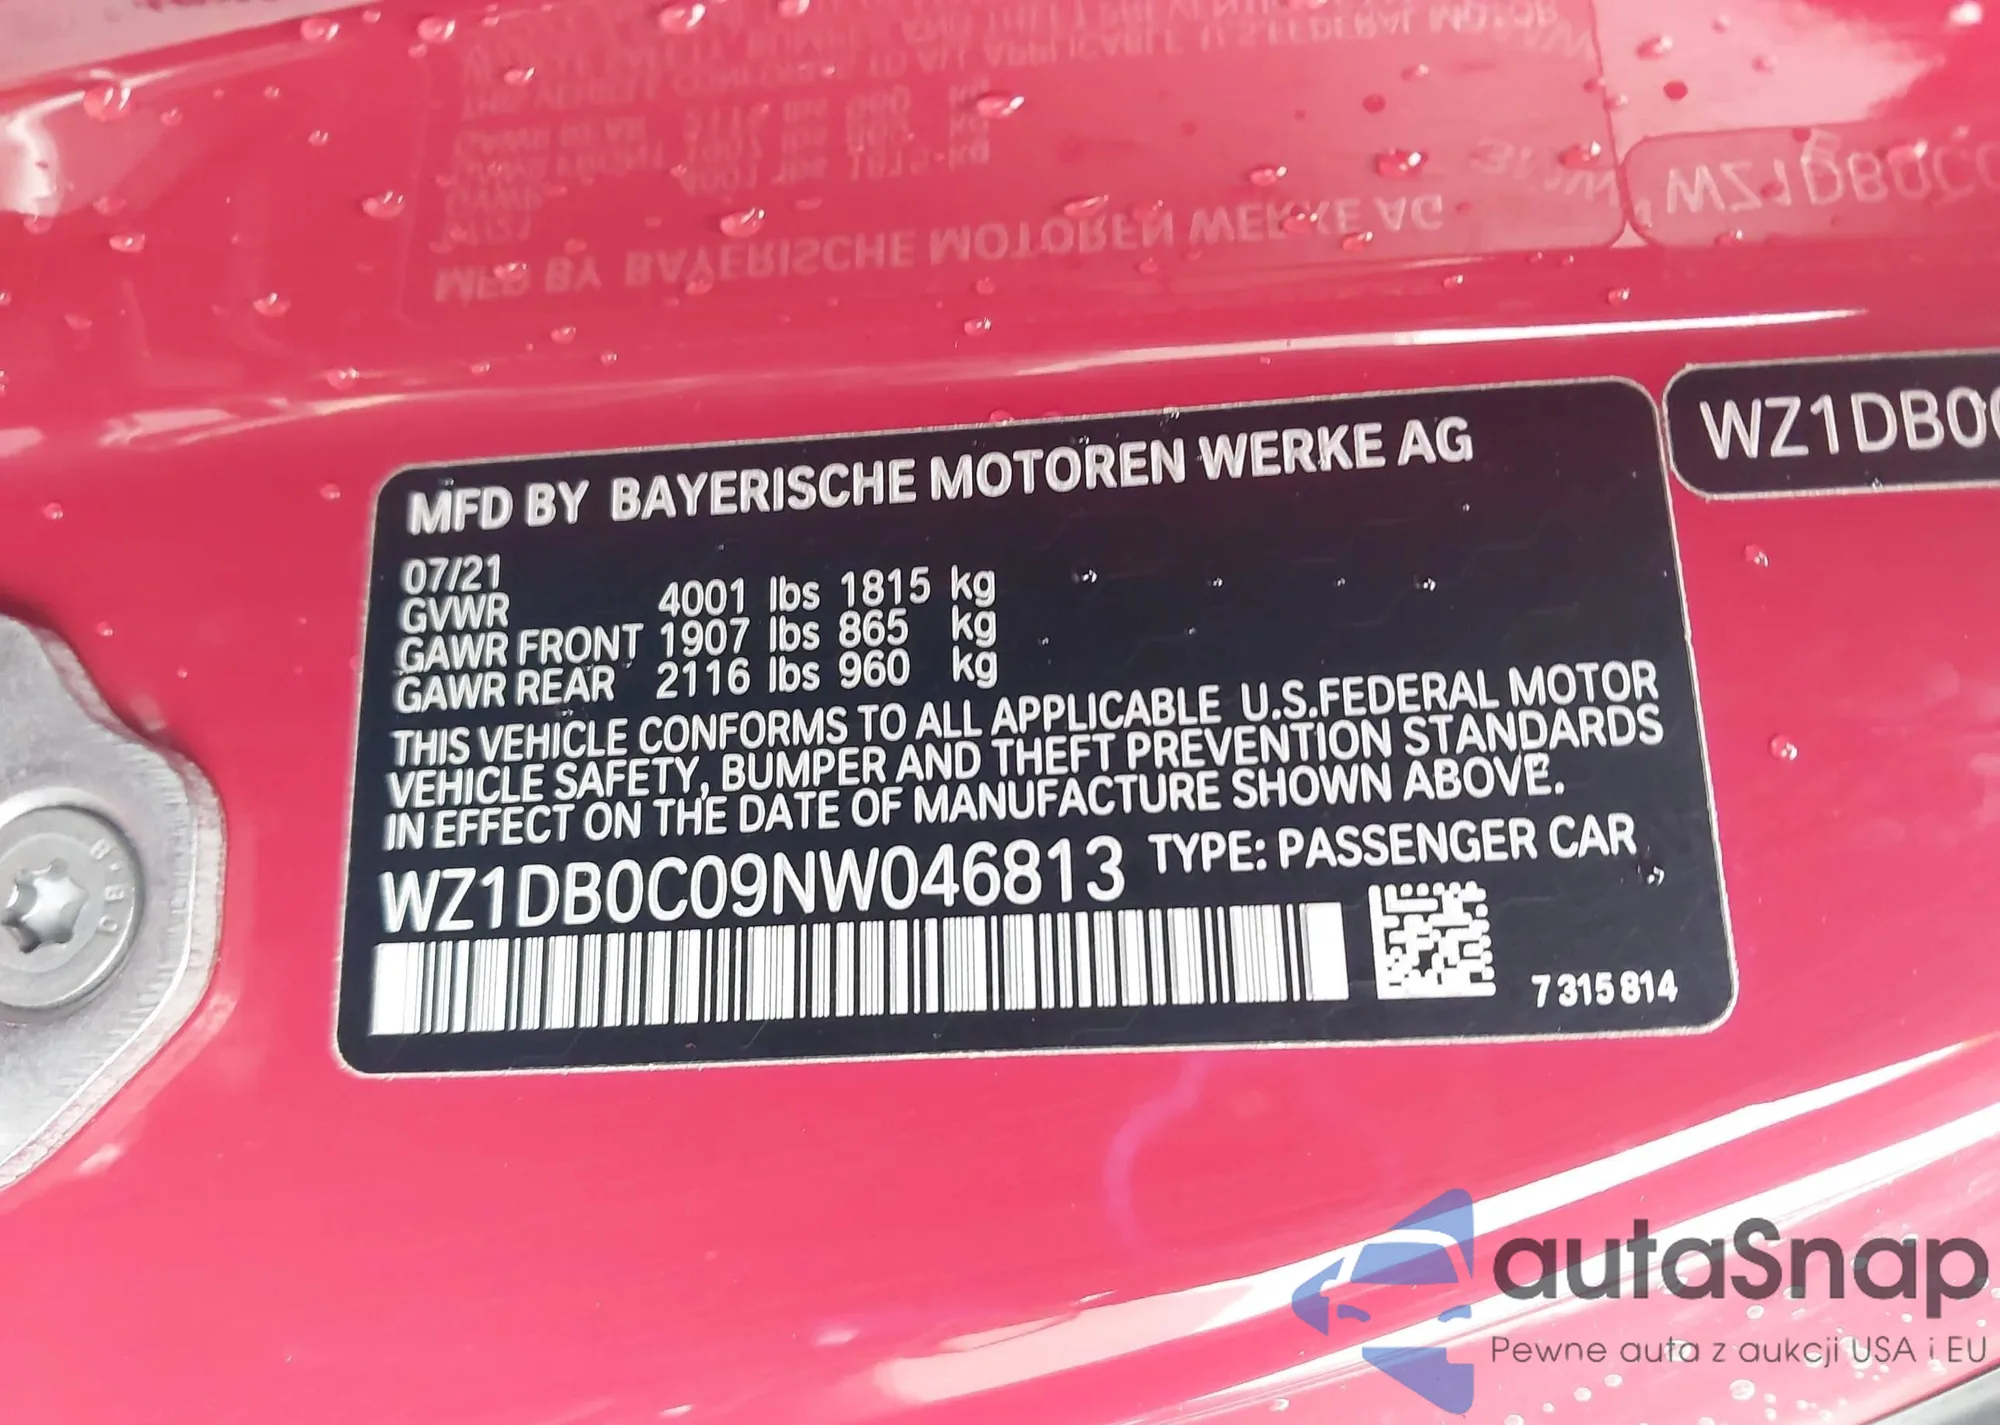 MFD BY BAYERISCHE MOTOREN WERKE AG
07/21
GVWR 4001 lbs 1815 kg
GAWR FRONT 1907 lbs 865 kg
GAWR REAR 2116 lbs 960 kg
THIS VEHICLE CONFORMS TO ALL APPLICABLE U.S.FEDERAL MOTOR
VEHICLE SAFETY, BUMPER AND THEFT PREVENTION STANDARDS
IN EFFECT ON THE DATE OF MANUFACTURE SHOWN ABOVE.
WZ1DB0C09NW046813 TYPE: PASSENGER CAR
7 315 814
WZ1DB0
8.80
autaSnap
Pewne auta z aukcji USA i EU